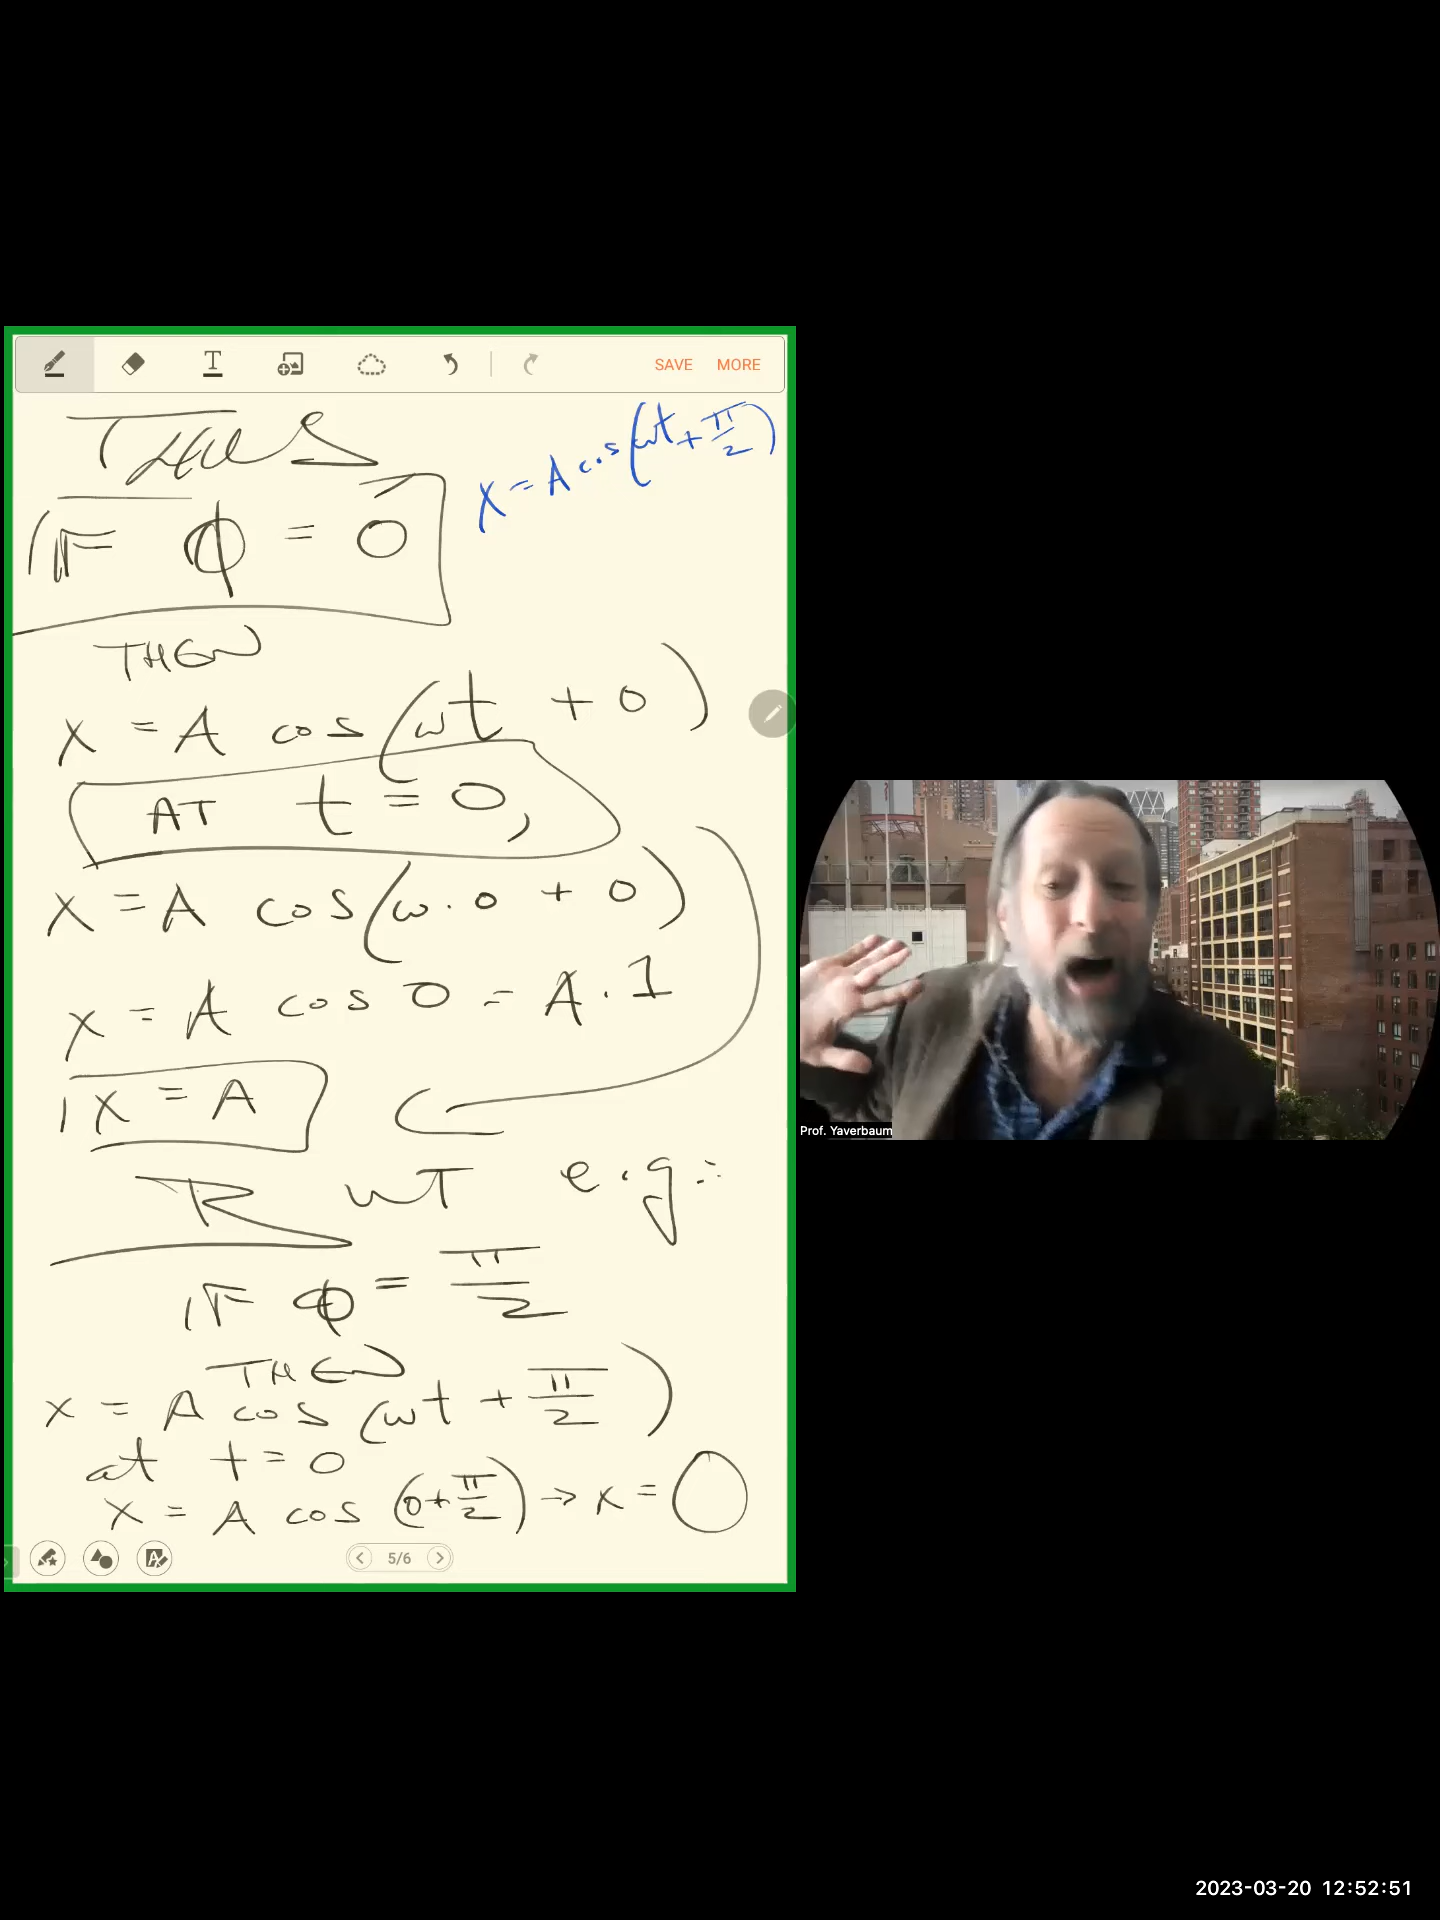 SAVE MORE
THUS
x = A cos(ωt + π/2)
IF ϕ = 0
THEN
x = A cos(ωt + 0)
AT t = 0,
x = A cos(ω·0 + 0)
x = A cos 0 = A·1
x = A
Prof. Yaverbaum
e.g.:
IF ϕ = π/2
THEN
x = A cos(ωt + π/2)
at t = 0
x = A cos(0+π/2) → x = 0
5/6
2023-03-20 12:52:51